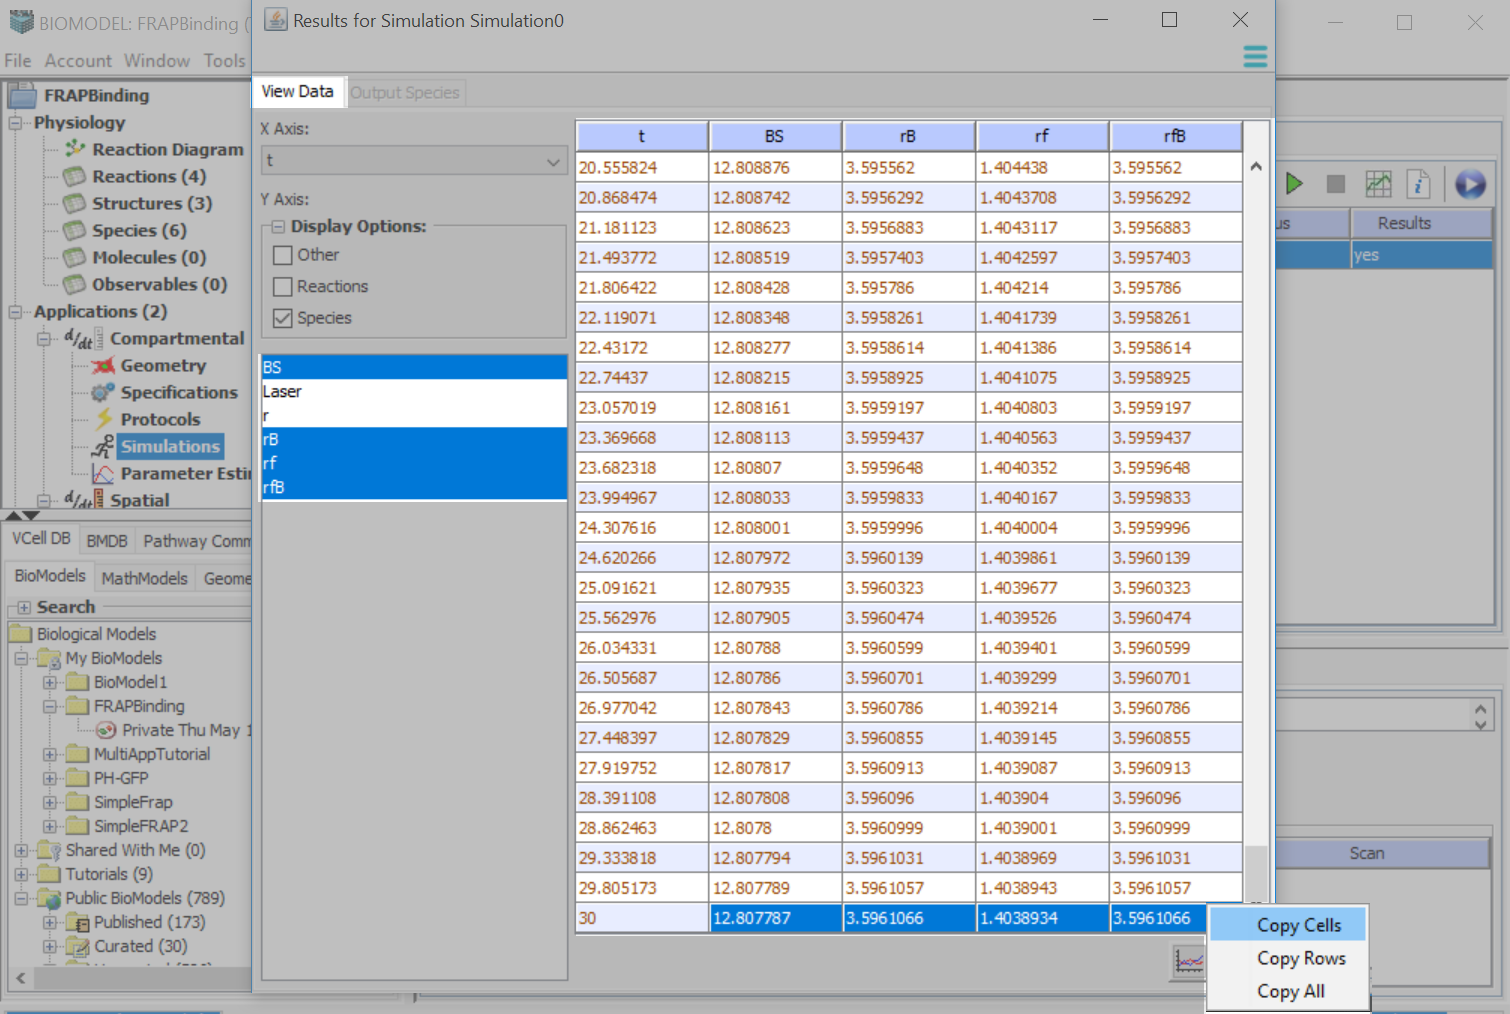 BIOMODEL: FRAPBinding (
Results for Simulation Simulation0
File Account Window Tools
View Data Output Species
FRAPBinding
Physiology
Reaction Diagram
Reactions (4)
Structures (3)
Species (6)
Molecules (0)
Observables (0)
Applications (2)
d/dt Compartmental
Geometry
Specifications
Protocols
Simulations
Parameter Esti
d/dt Spatial
VCell DB BMDB Pathway Comm
BioModels MathModels Geome
Search
Biological Models
My BioModels
BioModel1
FRAPBinding
Private Thu May 1
MultiAppTutorial
PH-GFP
SimpleFrap
SimpleFRAP2
Shared With Me (0)
Tutorials (9)
Public BioModels (789)
Published (173)
Curated (30)
X Axis:
t
Y Axis:
Display Options:
Other
Reactions
Species
BS
Laser
r
rB
rf
rfB
t BS rB rf rfB
20.555824 12.808876 3.595562 1.404438 3.595562
20.868474 12.808742 3.5956292 1.4043708 3.5956292
21.181123 12.808623 3.5956883 1.4043117 3.5956883
21.493772 12.808519 3.5957403 1.4042597 3.5957403
21.806422 12.808428 3.595786 1.404214 3.595786
22.119071 12.808348 3.5958261 1.4041739 3.5958261
22.43172 12.808277 3.5958614 1.4041386 3.5958614
22.74437 12.808215 3.5958925 1.4041075 3.5958925
23.057019 12.808161 3.5959197 1.4040803 3.5959197
23.369668 12.808113 3.5959437 1.4040563 3.5959437
23.682318 12.80807 3.5959648 1.4040352 3.5959648
23.994967 12.808033 3.5959833 1.4040167 3.5959833
24.307616 12.808001 3.5959996 1.4040004 3.5959996
24.620266 12.807972 3.5960139 1.4039861 3.5960139
25.091621 12.807935 3.5960323 1.4039677 3.5960323
25.562976 12.807905 3.5960474 1.4039526 3.5960474
26.034331 12.80788 3.5960599 1.4039401 3.5960599
26.505687 12.80786 3.5960701 1.4039299 3.5960701
26.977042 12.807843 3.5960786 1.4039214 3.5960786
27.448397 12.807829 3.5960855 1.4039145 3.5960855
27.919752 12.807817 3.5960913 1.4039087 3.5960913
28.391108 12.807808 3.596096 1.403904 3.596096
28.862463 12.8078 3.5960999 1.4039001 3.5960999
29.333818 12.807794 3.5961031 1.4038969 3.5961031
29.805173 12.807789 3.5961057 1.4038943 3.5961057
30 12.807787 3.5961066 1.4038934 3.5961066
Copy Cells
Copy Rows
Copy All
us Results
yes
Scan